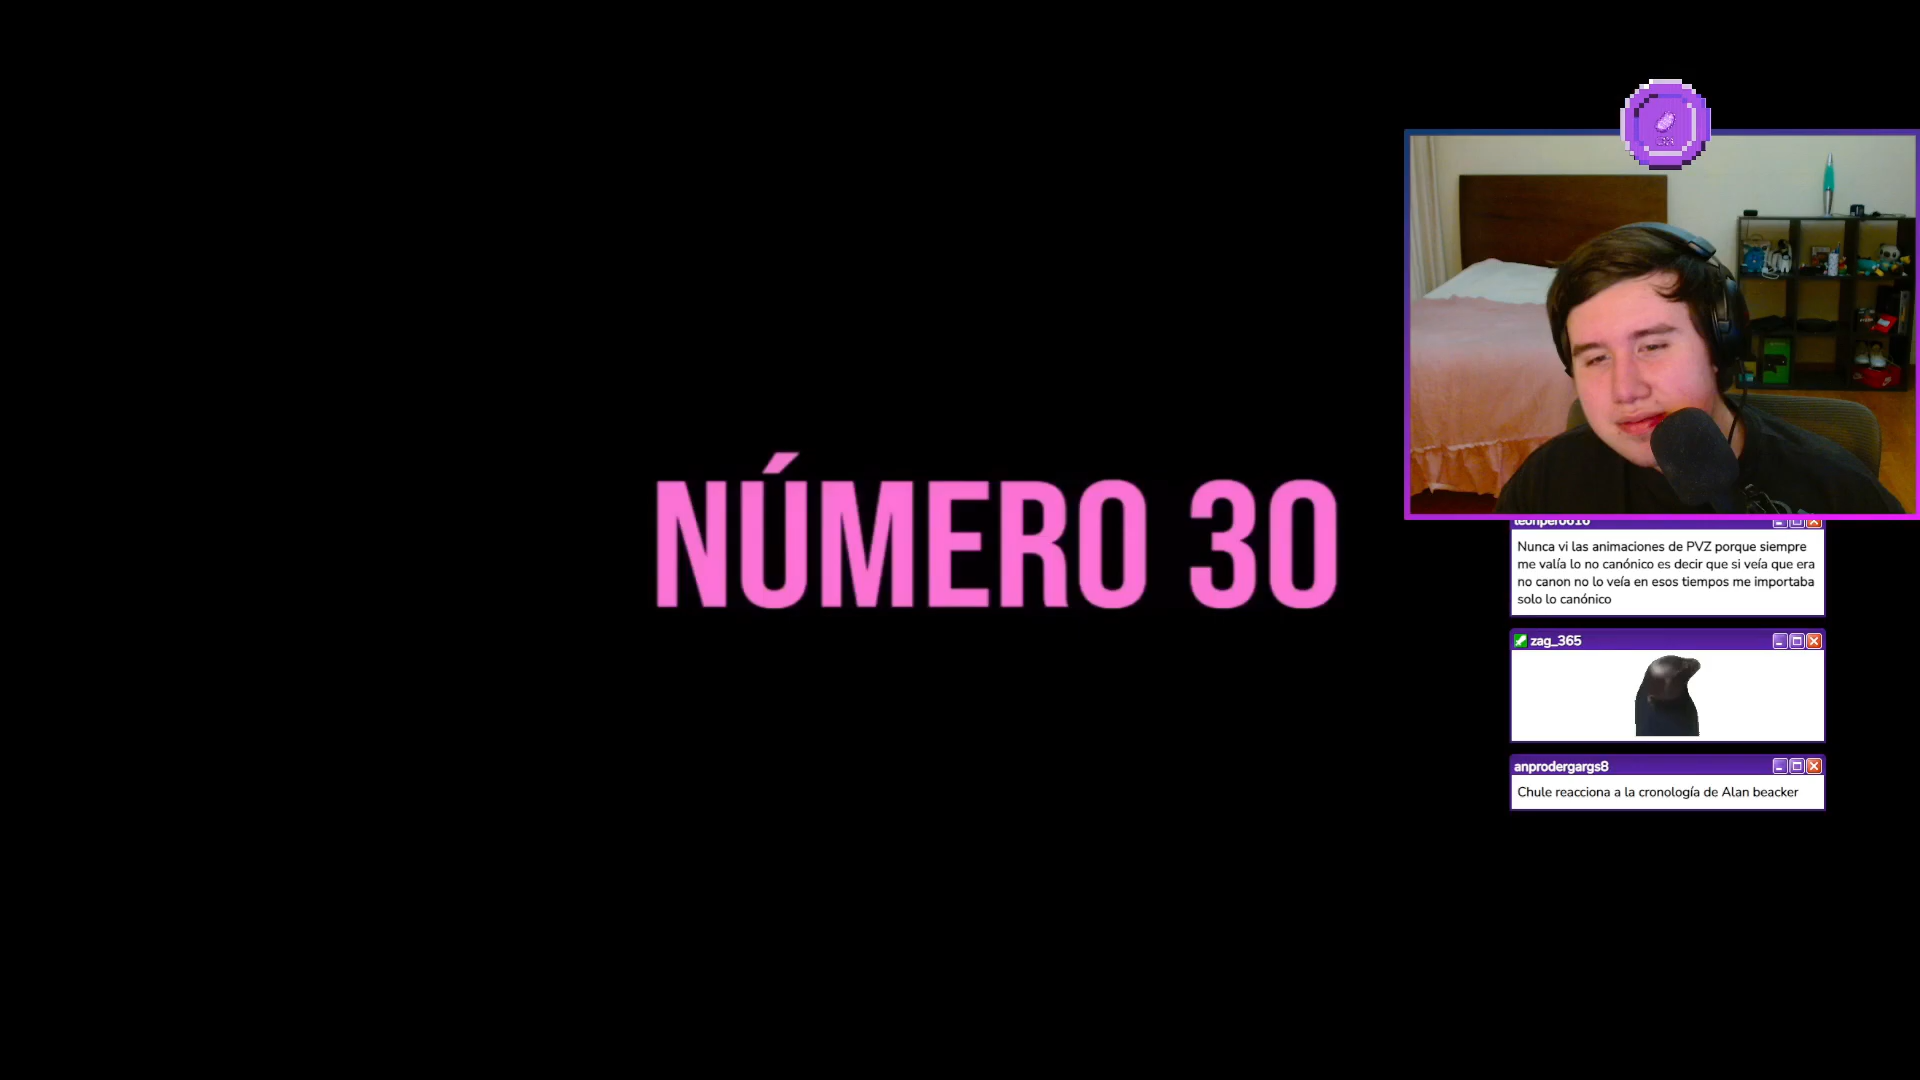 NÚMERO 30
leonpero616
Nunca vi las animaciones de PVZ porque siempre
me valía lo no canónico es decir que si veía que era
no canon no lo veía en esos tiempos me importaba
solo lo canónico
zag_365
anprodergargs8
Chule reacciona a la cronología de Alan beacker